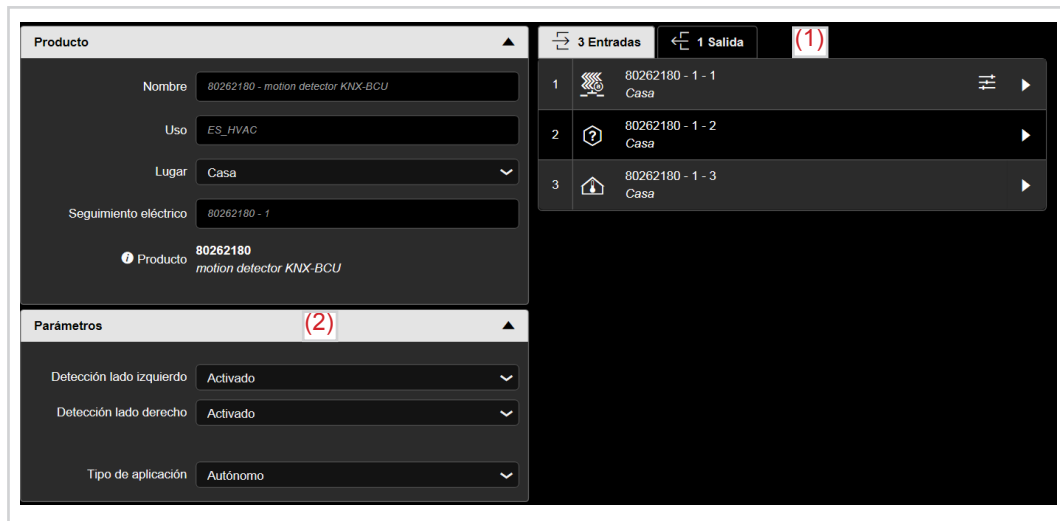 Producto
Nombre 80262180 - motion detector KNX-BCU
Uso ES_HVAC
Lugar Casa
Seguimiento eléctrico 80262180 - 1
i Producto 80262180
motion detector KNX-BCU
Parámetros (2)
Detección lado izquierdo Activado
Detección lado derecho Activado
Tipo de aplicación Autónomo
3 Entradas 1 Salida (1)
1 80262180 - 1 - 1
Casa
2 ? 80262180 - 1 - 2
Casa
3 80262180 - 1 - 3
Casa